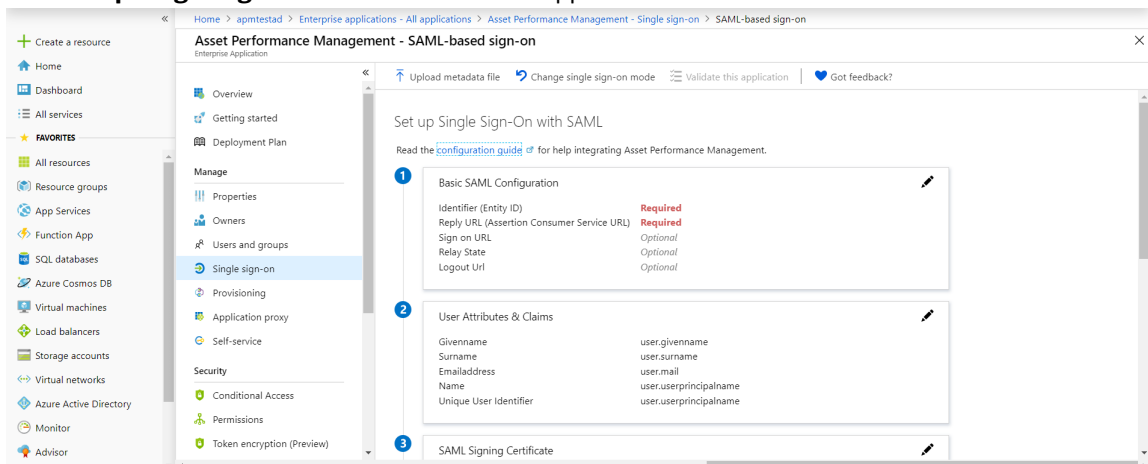 Home > apmtestad > Enterprise applications - All applications > Asset Performance Management - Single sign-on > SAML-based sign-on
Create a resource
Home
Dashboard
All services
FAVORITES
All resources
Resource groups
App Services
Function App
SQL databases
Azure Cosmos DB
Virtual machines
Load balancers
Storage accounts
Virtual networks
Azure Active Directory
Monitor
Advisor
Asset Performance Management - SAML-based sign-on
Enterprise Application
Overview
Getting started
Deployment Plan
Manage
Properties
Owners
Users and groups
Single sign-on
Provisioning
Application proxy
Self-service
Security
Conditional Access
Permissions
Token encryption (Preview)
Upload metadata file Change single sign-on mode Validate this application Got feedback?
Set up Single Sign-On with SAML
Read the configuration guide for help integrating Asset Performance Management.
1
Basic SAML Configuration
Identifier (Entity ID) Required
Reply URL (Assertion Consumer Service URL) Required
Sign on URL Optional
Relay State Optional
Logout Url Optional
2
User Attributes & Claims
Givenname user.givenname
Surname user.surname
Emailaddress user.mail
Name user.userprincipalname
Unique User Identifier user.userprincipalname
3
SAML Signing Certificate